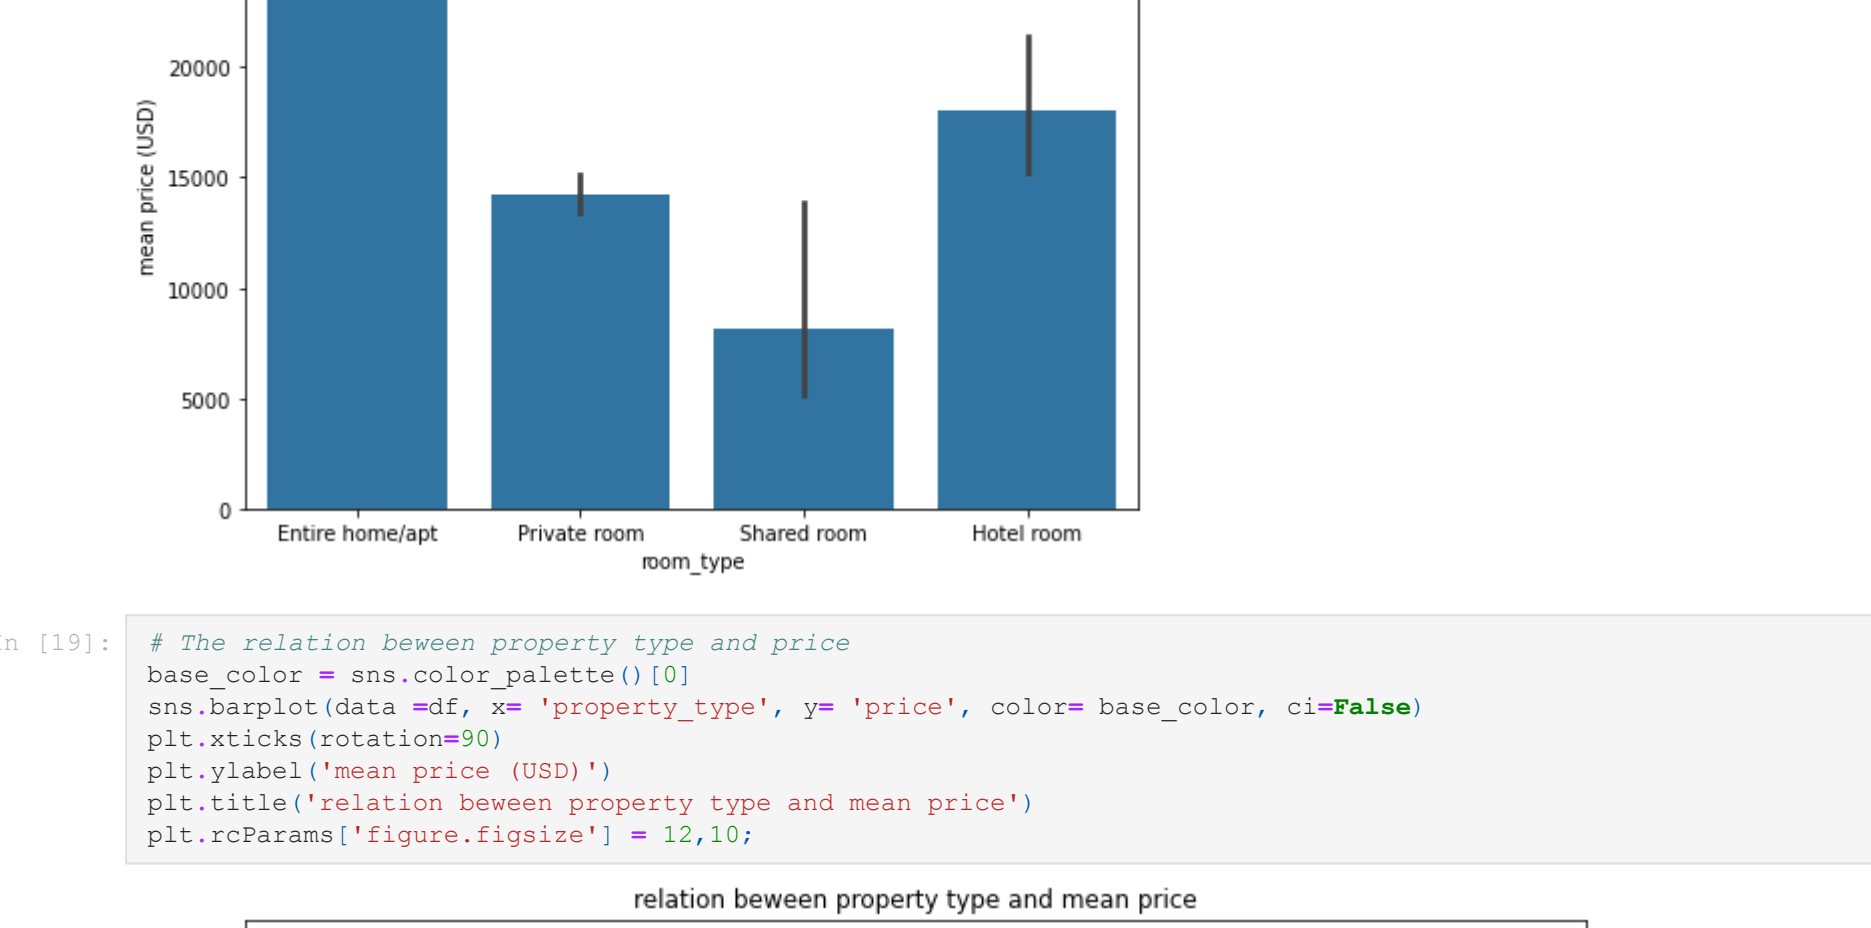 20000
15000
10000
5000
0
mean price (USD)
Entire home/apt Private room Shared room Hotel room
room_type
n [19]:
# The relation beween property type and price
base_color = sns.color_palette()[0]
sns.barplot(data =df, x= 'property_type', y= 'price', color= base_color, ci=False)
plt.xticks(rotation=90)
plt.ylabel('mean price (USD)')
plt.title('relation beween property type and mean price')
plt.rcParams['figure.figsize'] = 12,10;
relation beween property type and mean price